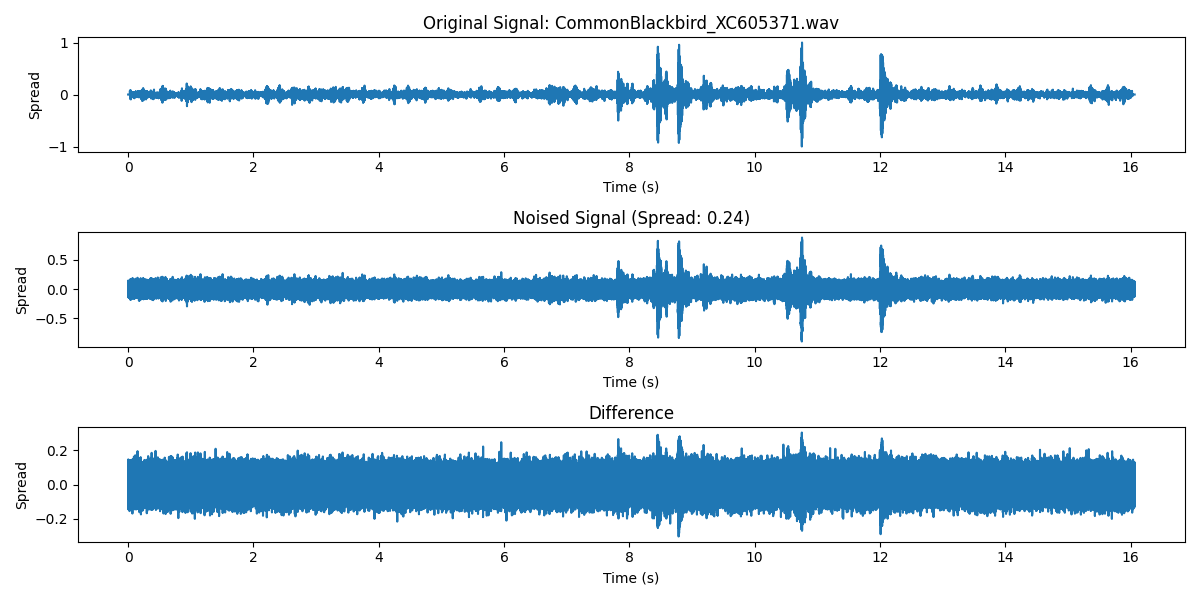 Original Signal: CommonBlackbird_XC605371.wav
Spread
1
0
−1
0 2 4 6 8 10 12 14 16
Time (s)
Noised Signal (Spread: 0.24)
Spread
0.5
0.0
−0.5
0 2 4 6 8 10 12 14 16
Time (s)
Difference
Spread
0.2
0.0
−0.2
0 2 4 6 8 10 12 14 16
Time (s)